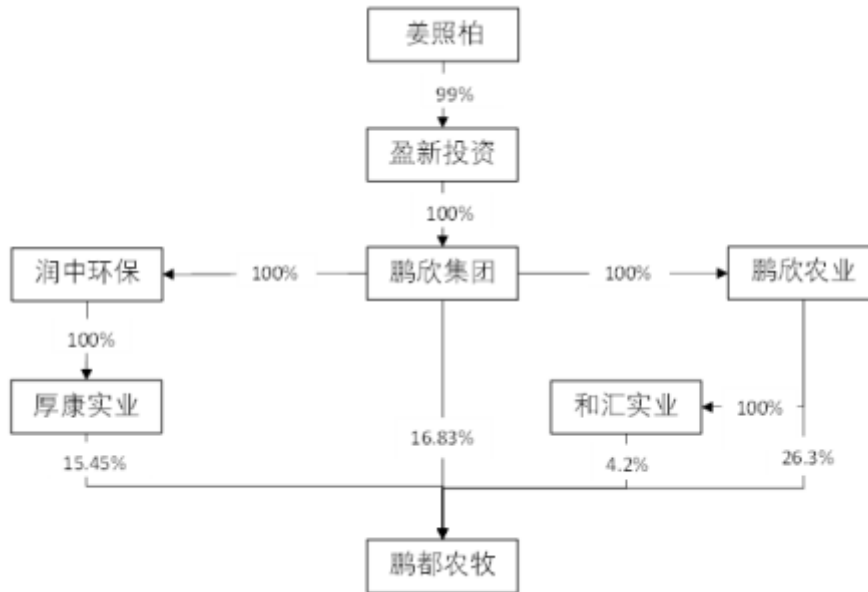 姜照柏
99%
盈新投资
100%
润中环保
100%
鹏欣集团
100%
鹏欣农业
100%
厚康实业
和汇实业
100%
15.45%
16.83%
4.2%
26.3%
鹏都农牧